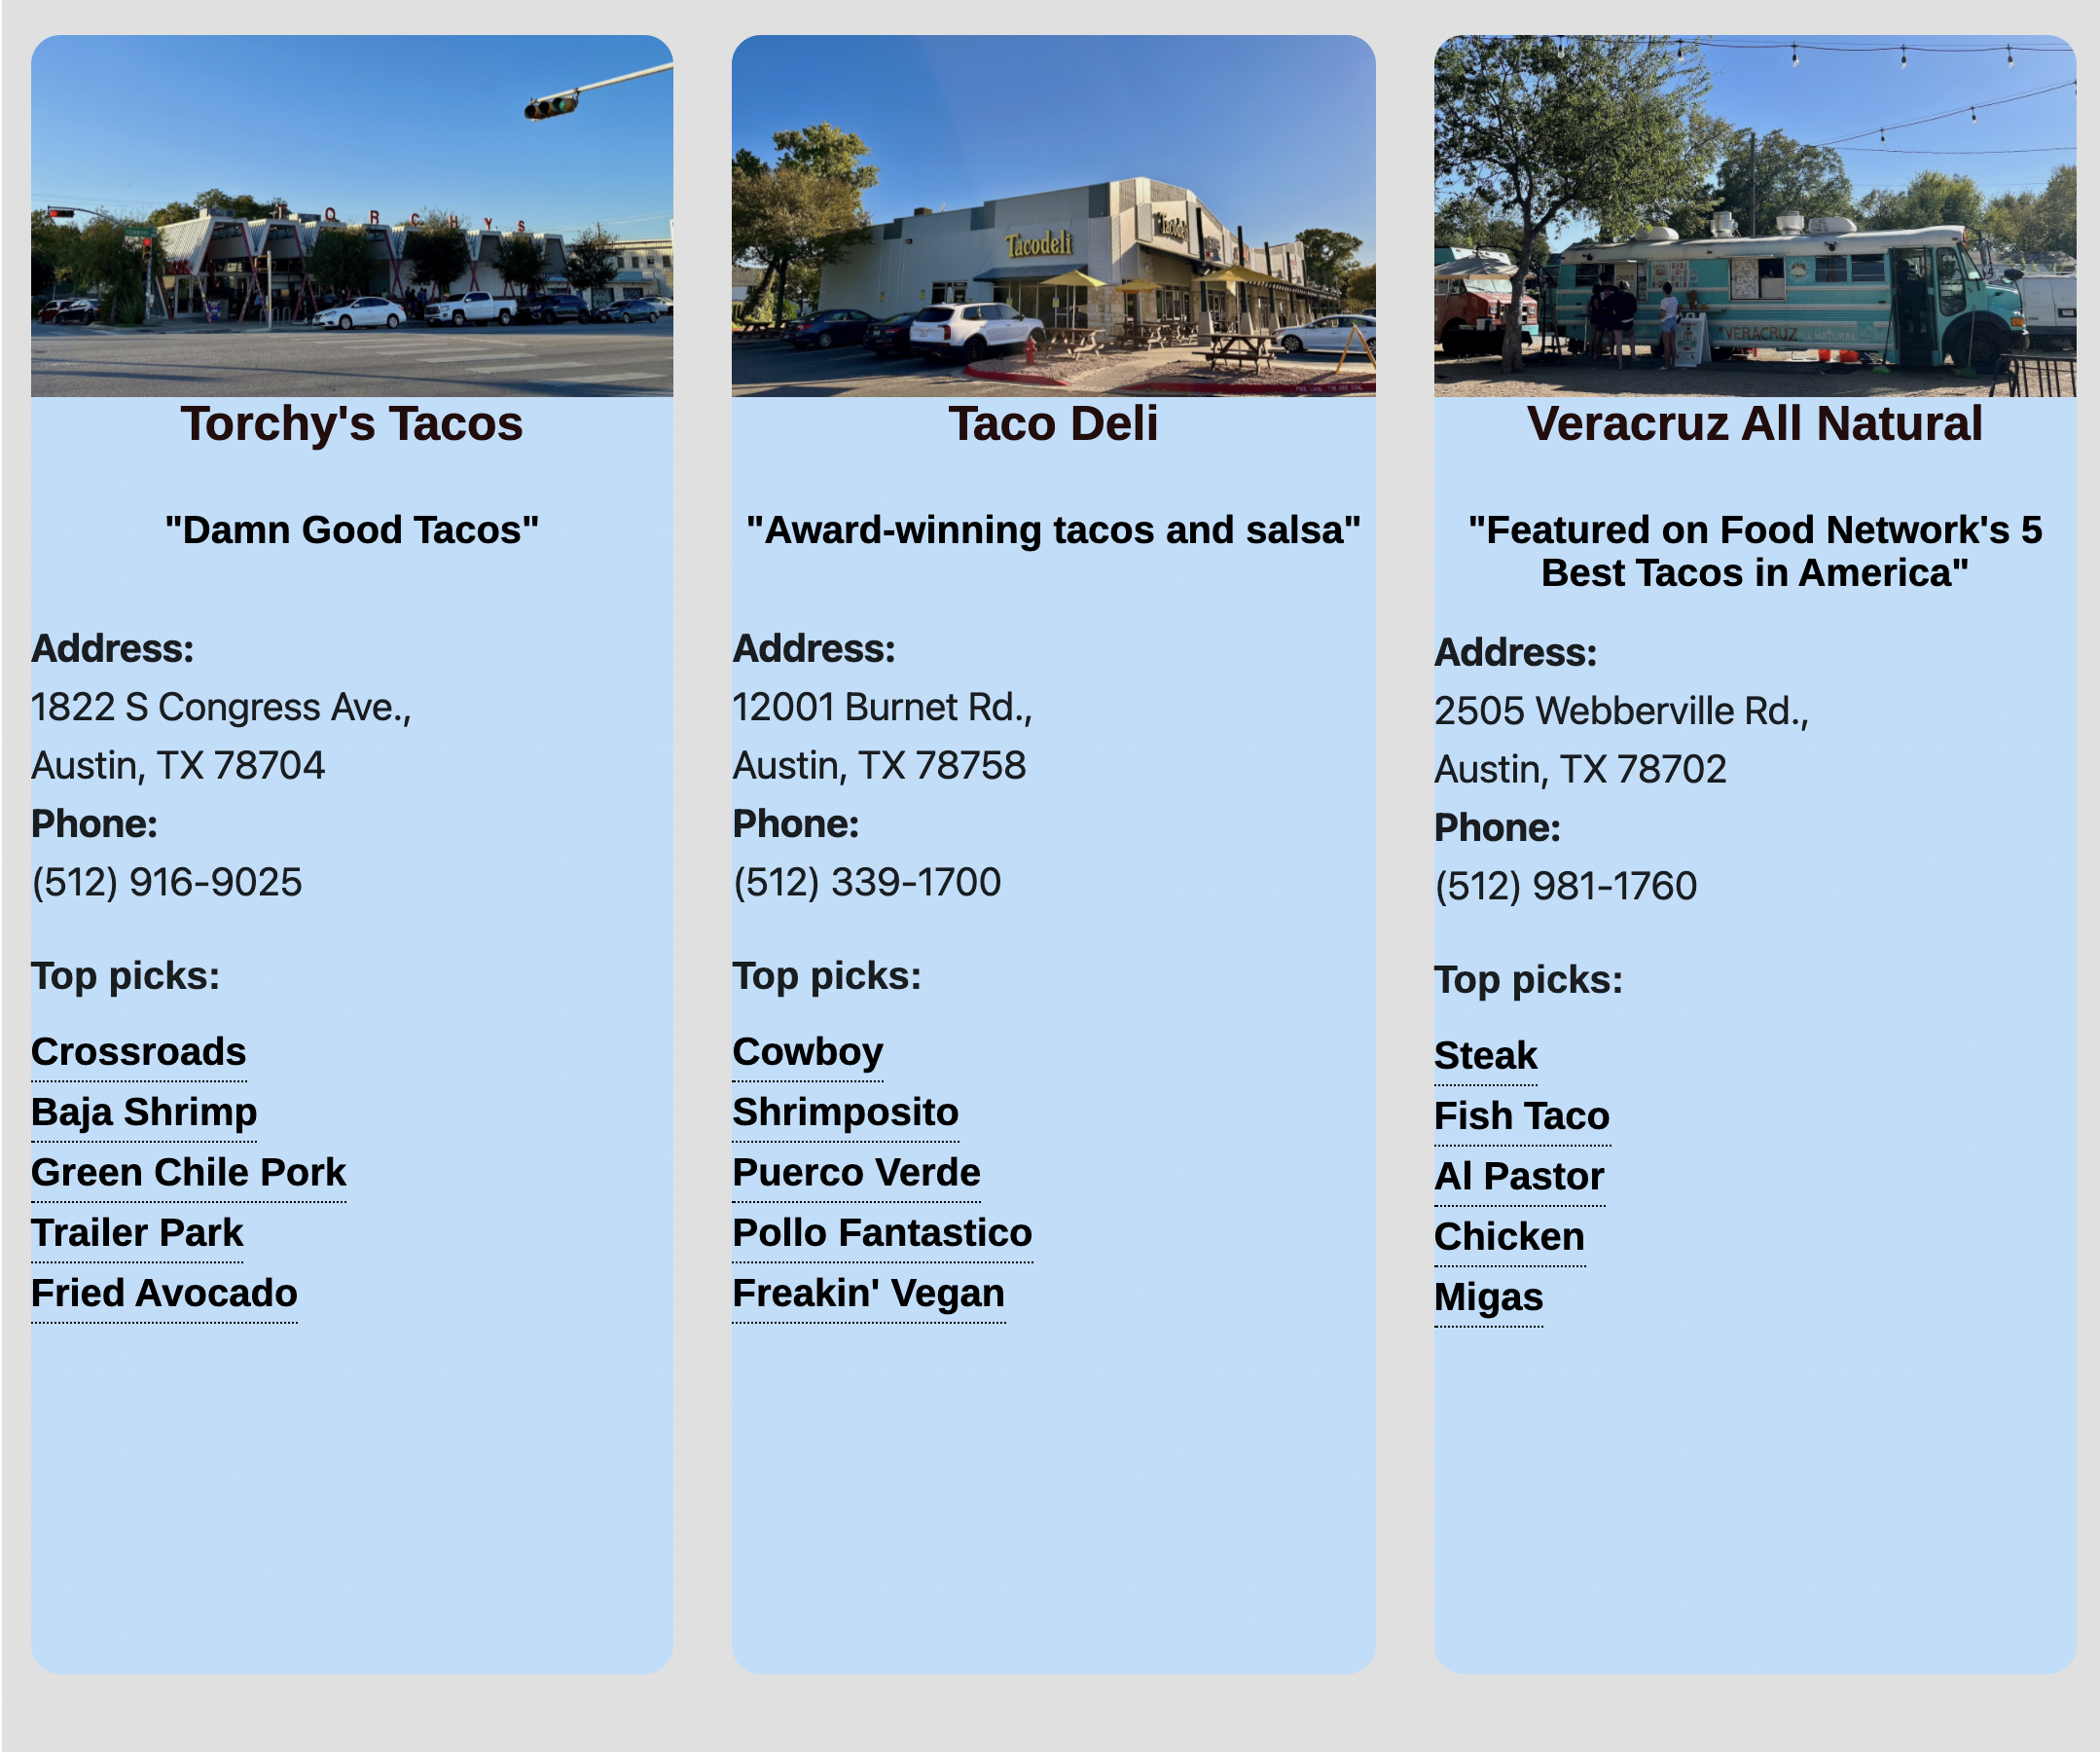 TORCHY'S
Torchy's Tacos
"Damn Good Tacos"
Address:
1822 S Congress Ave.,
Austin, TX 78704
Phone:
(512) 916-9025
Top picks:
Crossroads
Baja Shrimp
Green Chile Pork
Trailer Park
Fried Avocado
Tacodeli
Tacodeli
Taco Deli
"Award-winning tacos and salsa"
Address:
12001 Burnet Rd.,
Austin, TX 78758
Phone:
(512) 339-1700
Top picks:
Cowboy
Shrimposito
Puerco Verde
Pollo Fantastico
Freakin' Vegan
VERACRUZ ALL NATURAL
Veracruz All Natural
"Featured on Food Network's 5
Best Tacos in America"
Address:
2505 Webberville Rd.,
Austin, TX 78702
Phone:
(512) 981-1760
Top picks:
Steak
Fish Taco
Al Pastor
Chicken
Migas